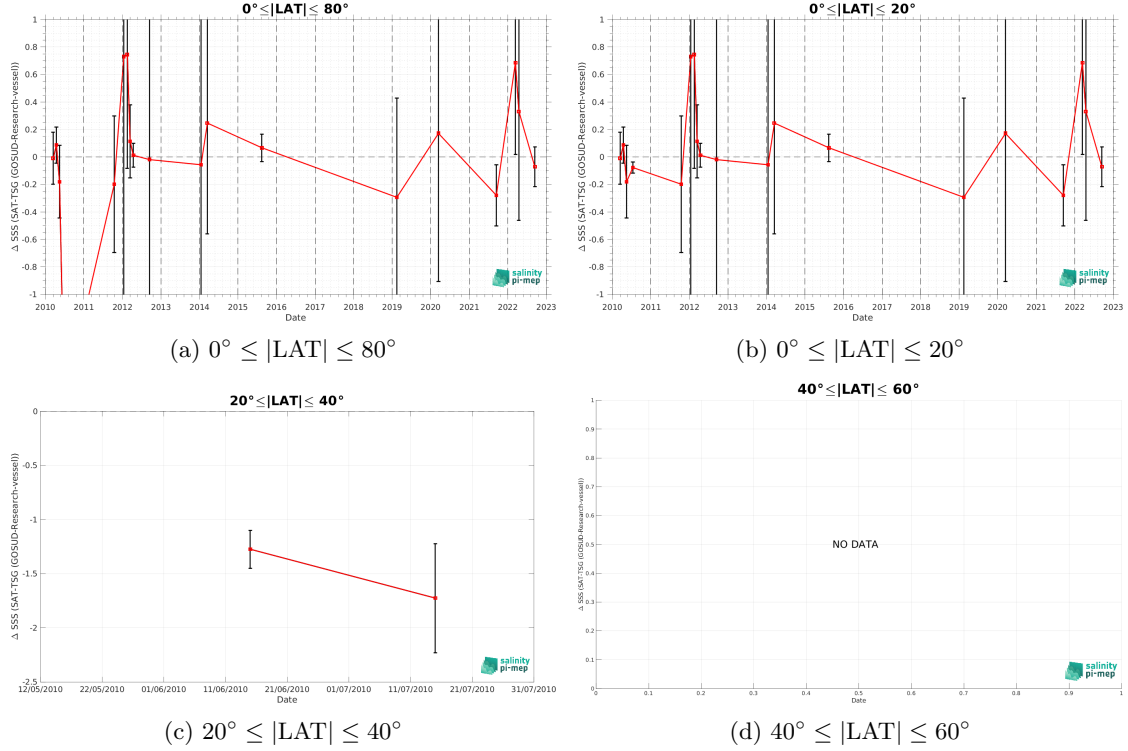 0°≤|LAT|≤ 80°
Δ SSS (SAT-TSG (GOSUD-Research-vessel))
1
0.8
0.6
0.4
0.2
0
-0.2
-0.4
-0.6
-0.8
-1
2010 2011 2012 2013 2014 2015 2016 2017 2018 2019 2020 2021 2022 2023
Date
salinity
pi-mep
(a) 0° ≤ |LAT| ≤ 80°
0°≤|LAT|≤ 20°
Δ SSS (SAT-TSG (GOSUD-Research-vessel))
1
0.8
0.6
0.4
0.2
0
-0.2
-0.4
-0.6
-0.8
-1
2010 2011 2012 2013 2014 2015 2016 2017 2018 2019 2020 2021 2022 2023
Date
salinity
pi-mep
(b) 0° ≤ |LAT| ≤ 20°
20°≤|LAT|≤ 40°
Δ SSS (SAT-TSG (GOSUD-Research-vessel))
0
-0.5
-1
-1.5
-2
-2.5
12/05/2010 22/05/2010 01/06/2010 11/06/2010 21/06/2010 01/07/2010 11/07/2010 21/07/2010 31/07/2010
Date
salinity
pi-mep
(c) 20° ≤ |LAT| ≤ 40°
40°≤|LAT|≤ 60°
Δ SSS (SAT-TSG (GOSUD-Research-vessel))
1
0.9
0.8
0.7
0.6
0.5
0.4
0.3
0.2
0.1
0
NO DATA
0 0.1 0.2 0.3 0.4 0.5 0.6 0.7 0.8 0.9 1
Date
salinity
pi-mep
(d) 40° ≤ |LAT| ≤ 60°